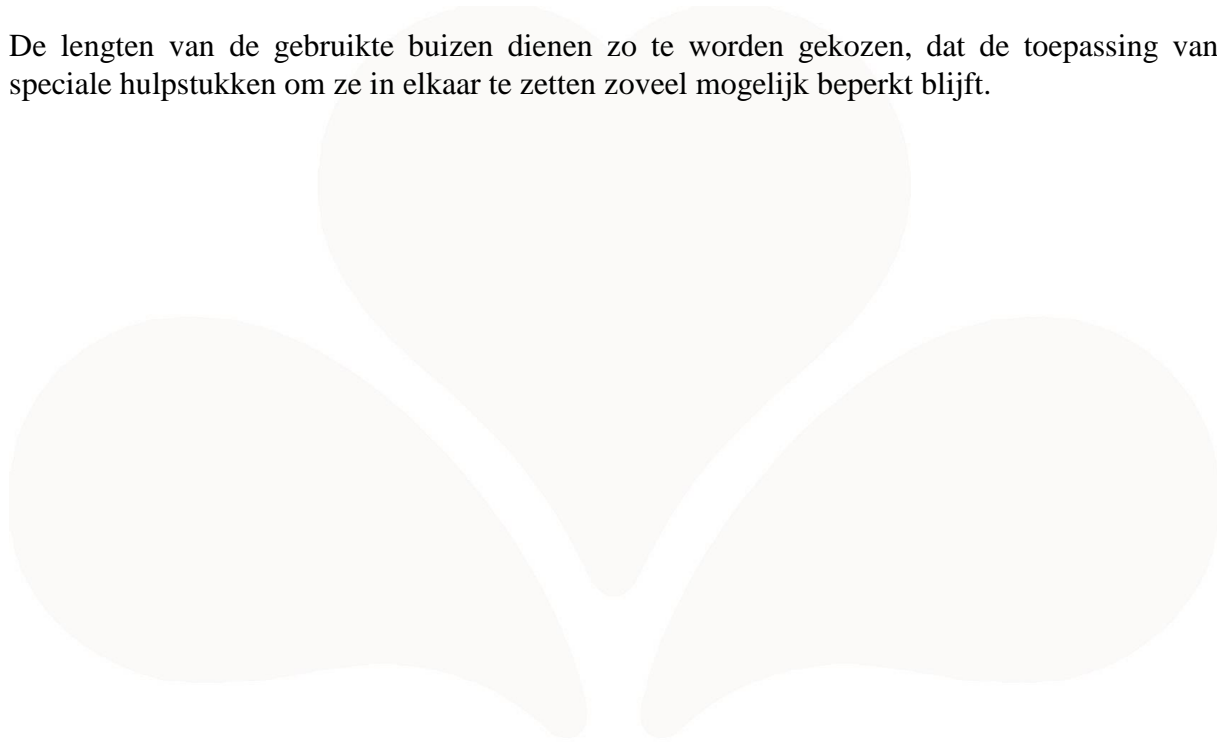 De lengten van de gebruikte buizen dienen zo te worden gekozen, dat de toepassing van
speciale hulpstukken om ze in elkaar te zetten zoveel mogelijk beperkt blijft.